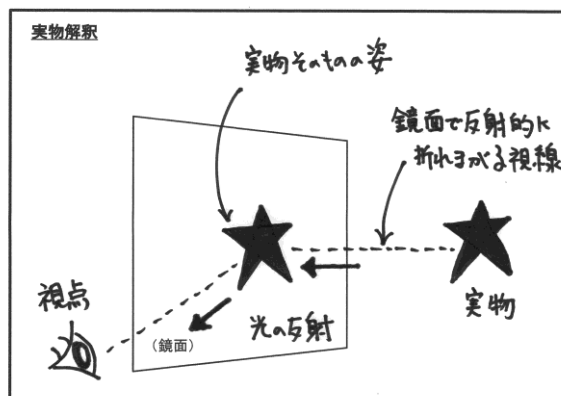 実物解釈
実物そのものの姿
鏡面で反射的に
折れまがる視線
視点
光の反射
実物
(鏡面)